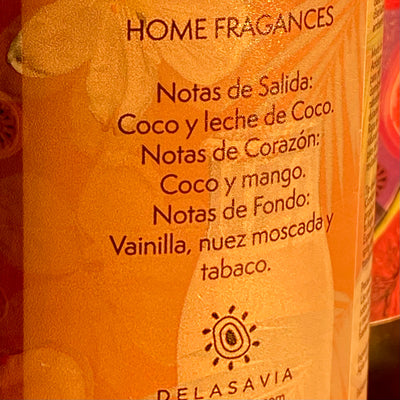 HOME FRAGANCES
Notas de Salida:
Coco y leche de Coco.
Notas de Corazón:
Coco y mango.
Notas de Fondo:
Vainilla, nuez moscada y
tabaco.
DELASAVIA